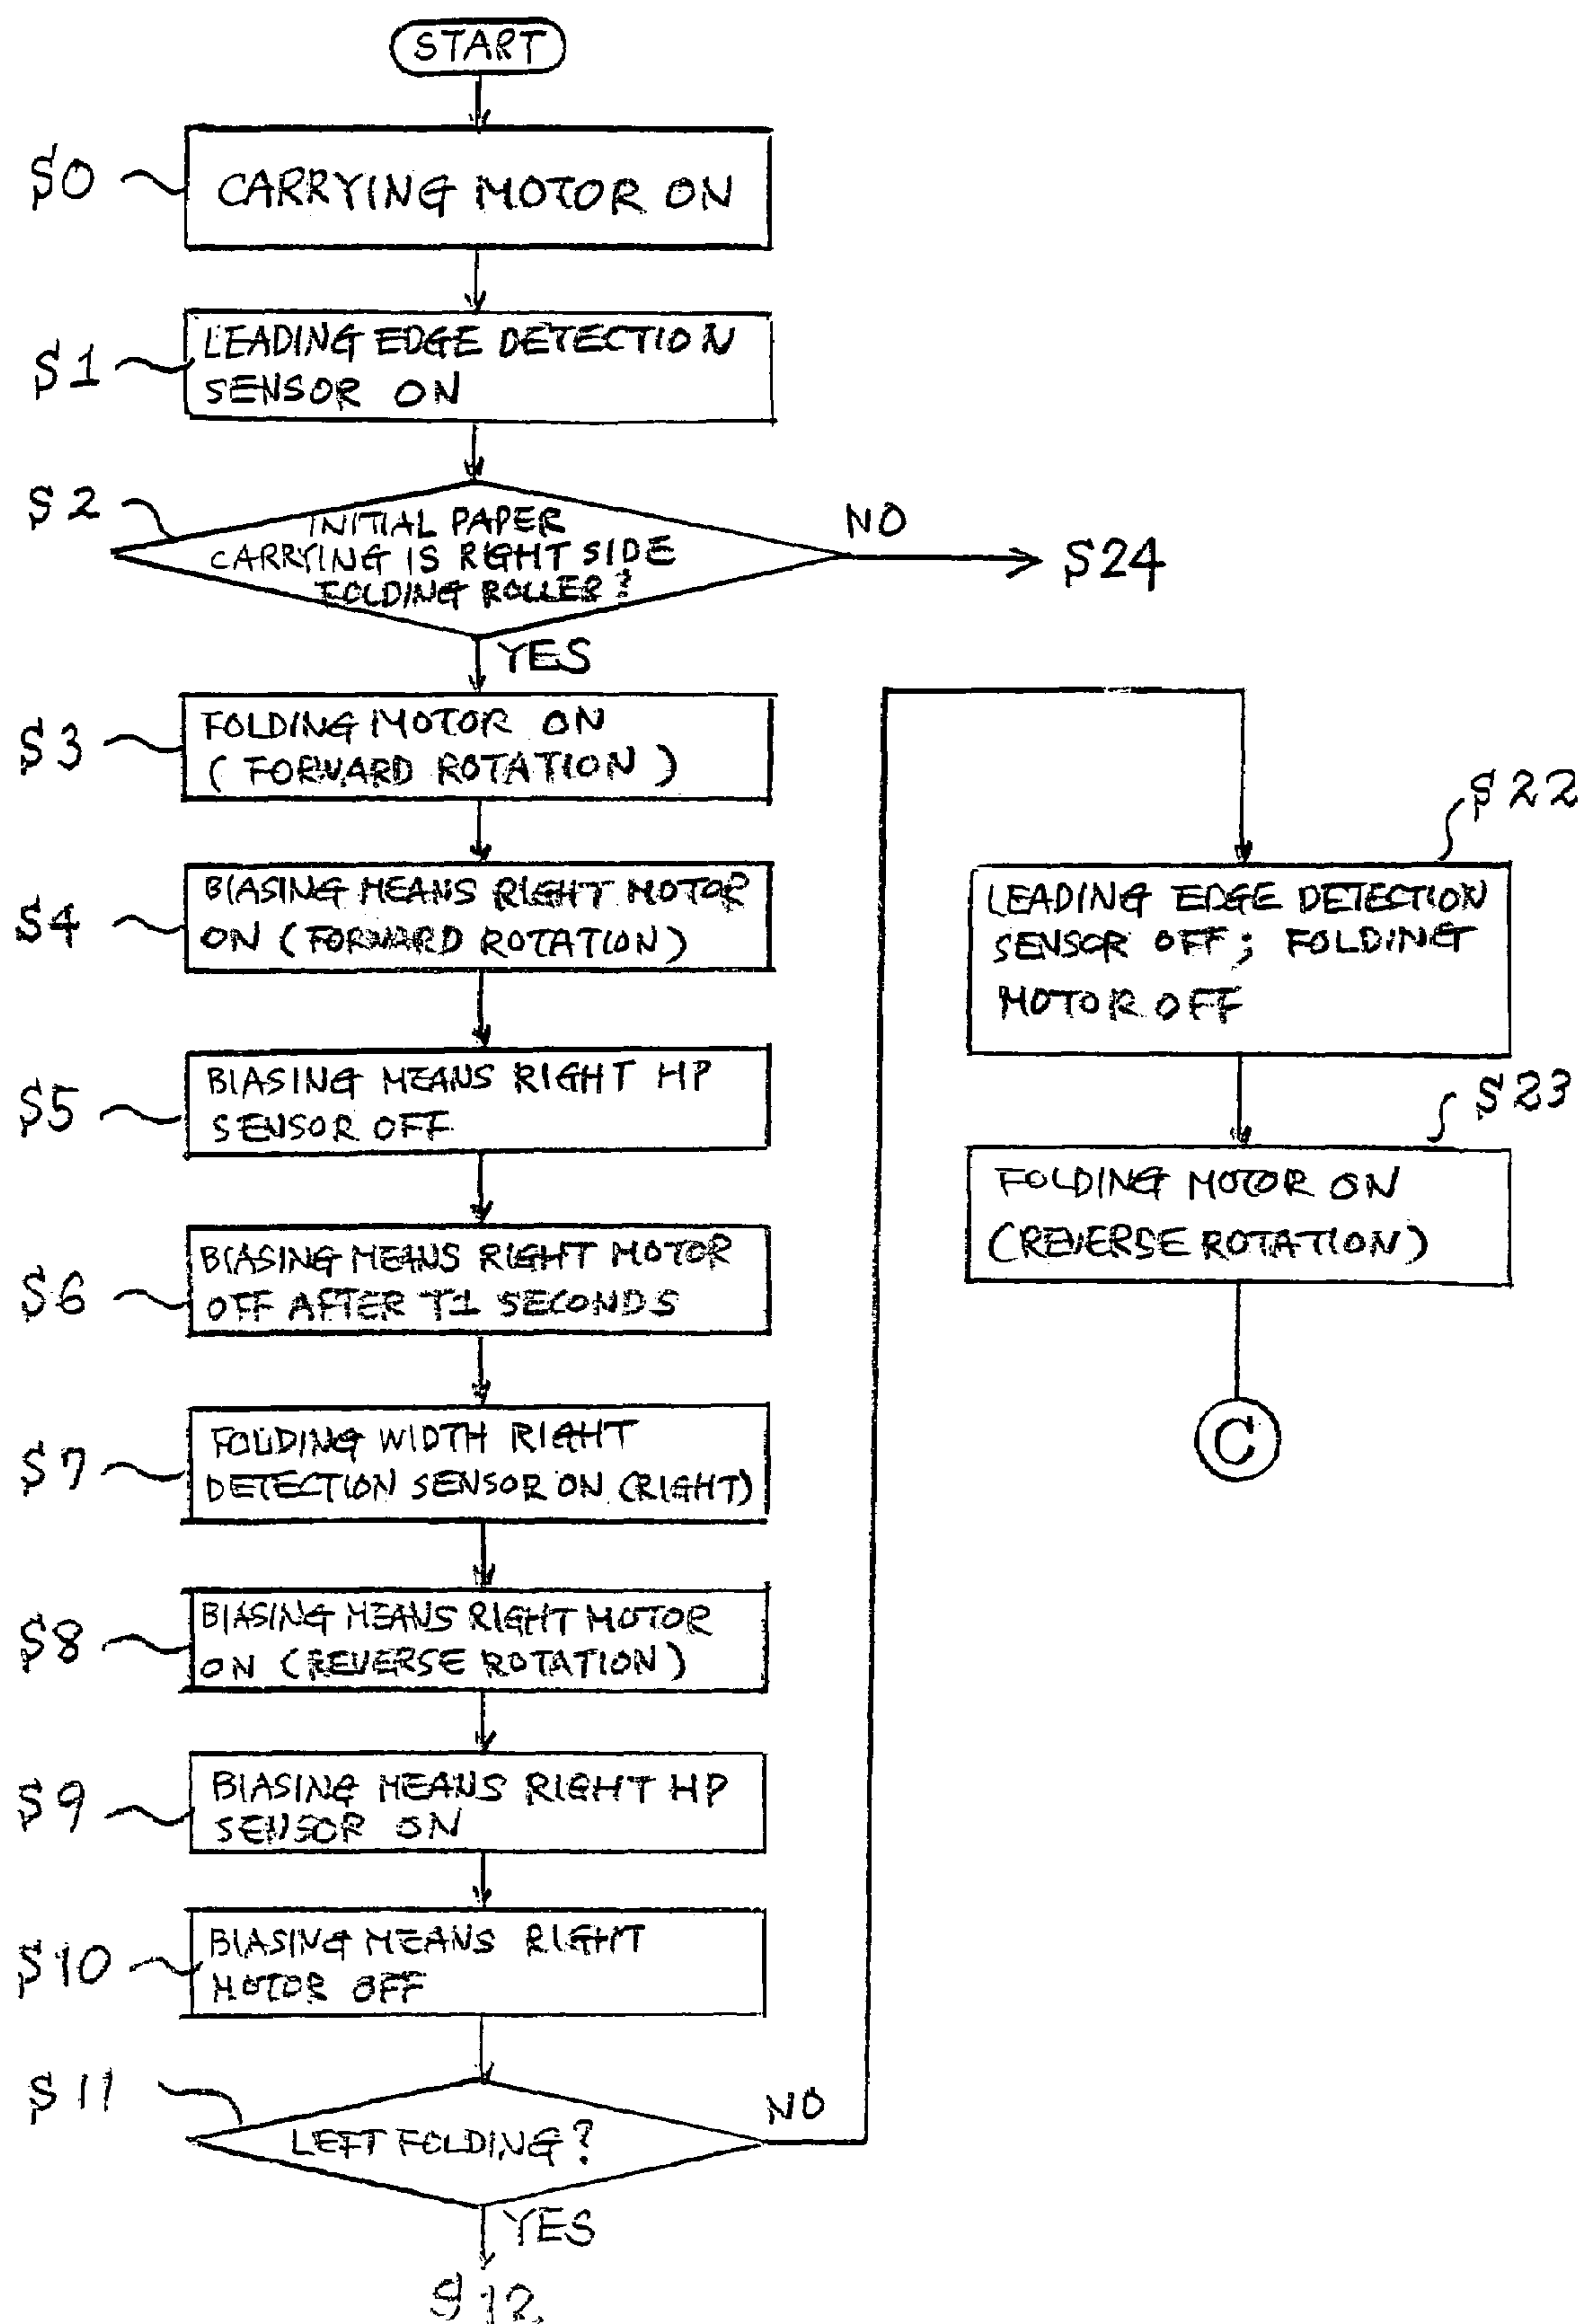 START
S0
CARRYING MOTOR ON
S1
LEADING EDGE DETECTION
SENSOR ON
S2
INITIAL PAPER
CARRYING IS RIGHT SIDE
FOLDING ROLLER?
NO
S24
YES
S3
FOLDING MOTOR ON
(FORWARD ROTATION)
S4
BIASING MEANS RIGHT MOTOR
ON (FORWARD ROTATION)
S5
BIASING MEANS RIGHT HP
SENSOR OFF
S6
BIASING MEANS RIGHT MOTOR
OFF AFTER T1 SECONDS
S7
FOLDING WIDTH RIGHT
DETECTION SENSOR ON (RIGHT)
S8
BIASING MEANS RIGHT MOTOR
ON (REVERSE ROTATION)
S9
BIASING MEANS RIGHT HP
SENSOR ON
S10
BIASING MEANS RIGHT
MOTOR OFF
S11
LEFT FOLDING?
NO
YES
S12
S22
LEADING EDGE DETECTION
SENSOR OFF; FOLDING
MOTOR OFF
S23
FOLDING MOTOR ON
(REVERSE ROTATION)
C